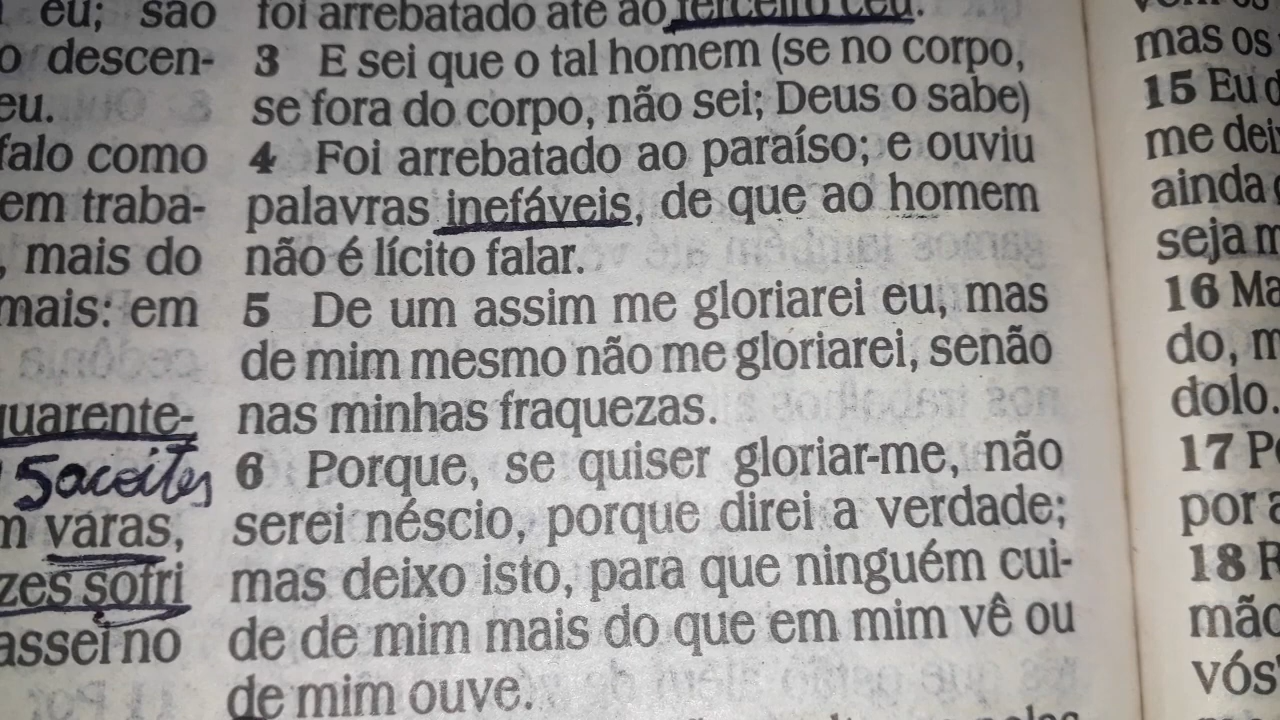 eu; são
o descen-
eu.
falo como
em traba-
, mais do
mais: em
quarente-
5 açoites
m varas,
zes sofri
assei no
foi arrebatado até ao terceiro céu.
3 E sei que o tal homem (se no corpo,
se fora do corpo, não sei; Deus o sabe)
4 Foi arrebatado ao paraíso; e ouviu
palavras inefáveis, de que ao homem
não é lícito falar.
5 De um assim me gloriarei eu, mas
de mim mesmo não me gloriarei, senão
nas minhas fraquezas.
6 Porque, se quiser gloriar-me, não
serei néscio, porque direi a verdade;
mas deixo isto, para que ninguém cui-
de de mim mais do que em mim vê ou
de mim ouve.
mas os
15 Eu
me dei
ainda
seja m
16 Ma
do, m
dolo.
17 P
por a
18 R
mão
vós